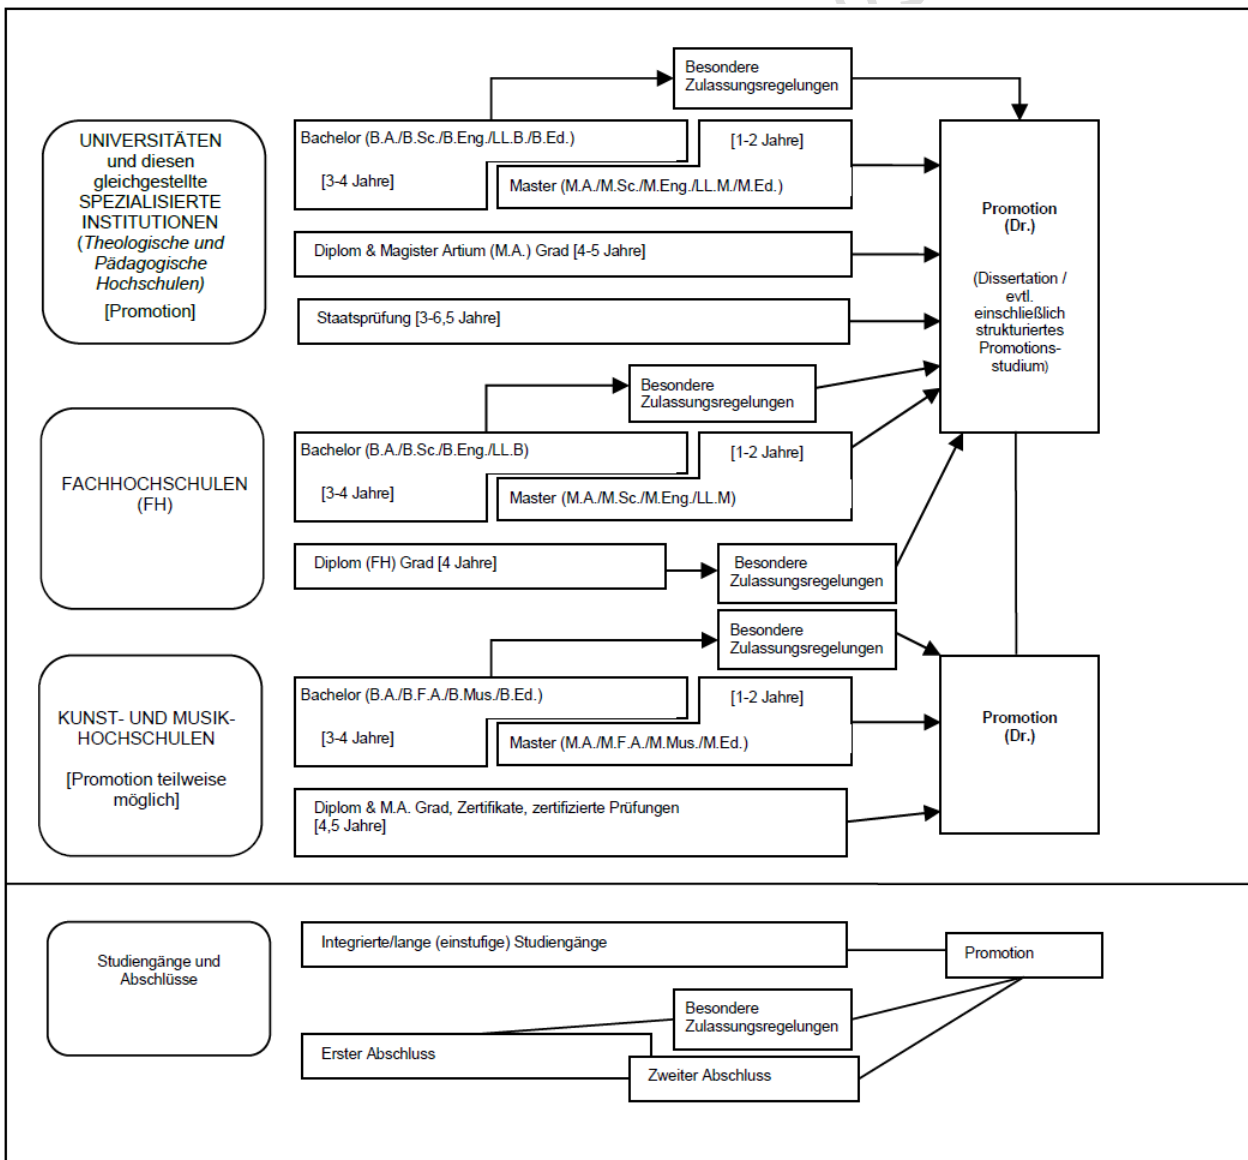 Besondere
Zulassungsregelungen
UNIVERSITÄTEN
und diesen
gleichgestellte
SPEZIALISIERTE
INSTITUTIONEN
(Theologische und
Pädagogische
Hochschulen)
[Promotion]
Bachelor (B.A./B.Sc./B.Eng./LL.B./B.Ed.)
[3-4 Jahre]
[1-2 Jahre]
Master (M.A./M.Sc./M.Eng./LL.M./M.Ed.)
Diplom & Magister Artium (M.A.) Grad [4-5 Jahre]
Staatsprüfung [3-6,5 Jahre]
Promotion
(Dr.)
(Dissertation /
evtl.
einschließlich
strukturiertes
Promotions-
studium)
FACHHOCHSCHULEN
(FH)
Besondere
Zulassungsregelungen
Bachelor (B.A./B.Sc./B.Eng./LL.B)
[3-4 Jahre]
[1-2 Jahre]
Master (M.A./M.Sc./M.Eng./LL.M)
Diplom (FH) Grad [4 Jahre]
Besondere
Zulassungsregelungen
KUNST- UND MUSIK-
HOCHSCHULEN
[Promotion teilweise
möglich]
Besondere
Zulassungsregelungen
Bachelor (B.A./B.F.A./B.Mus./B.Ed.)
[3-4 Jahre]
[1-2 Jahre]
Master (M.A./M.F.A./M.Mus./M.Ed.)
Diplom & M.A. Grad, Zertifikate, zertifizierte Prüfungen
[4,5 Jahre]
Promotion
(Dr.)
Studiengänge und
Abschlüsse
Integrierte/lange (einstufige) Studiengänge
Promotion
Besondere
Zulassungsregelungen
Erster Abschluss
Zweiter Abschluss